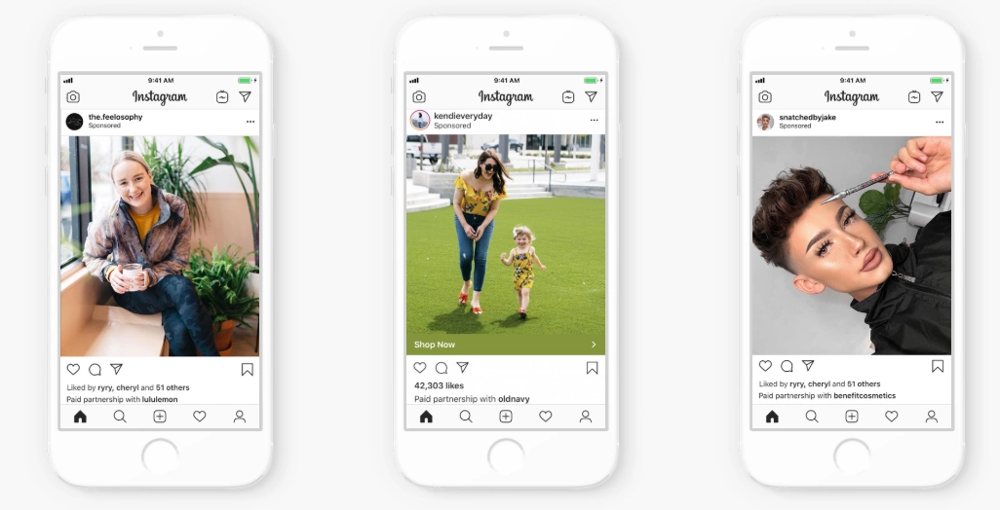 9:41 AM
Instagram
the.feelosophy
Sponsored
Liked by ryry, cheryl and 51 others
Paid partnership with lululemon
9:41 AM
Instagram
kendieveryday
Sponsored
Shop Now
42,303 likes
Paid partnership with oldnavy
9:41 AM
Instagram
snatchedbyjake
Sponsored
Liked by ryry, cheryl and 51 others
Paid partnership with benefitcosmetics